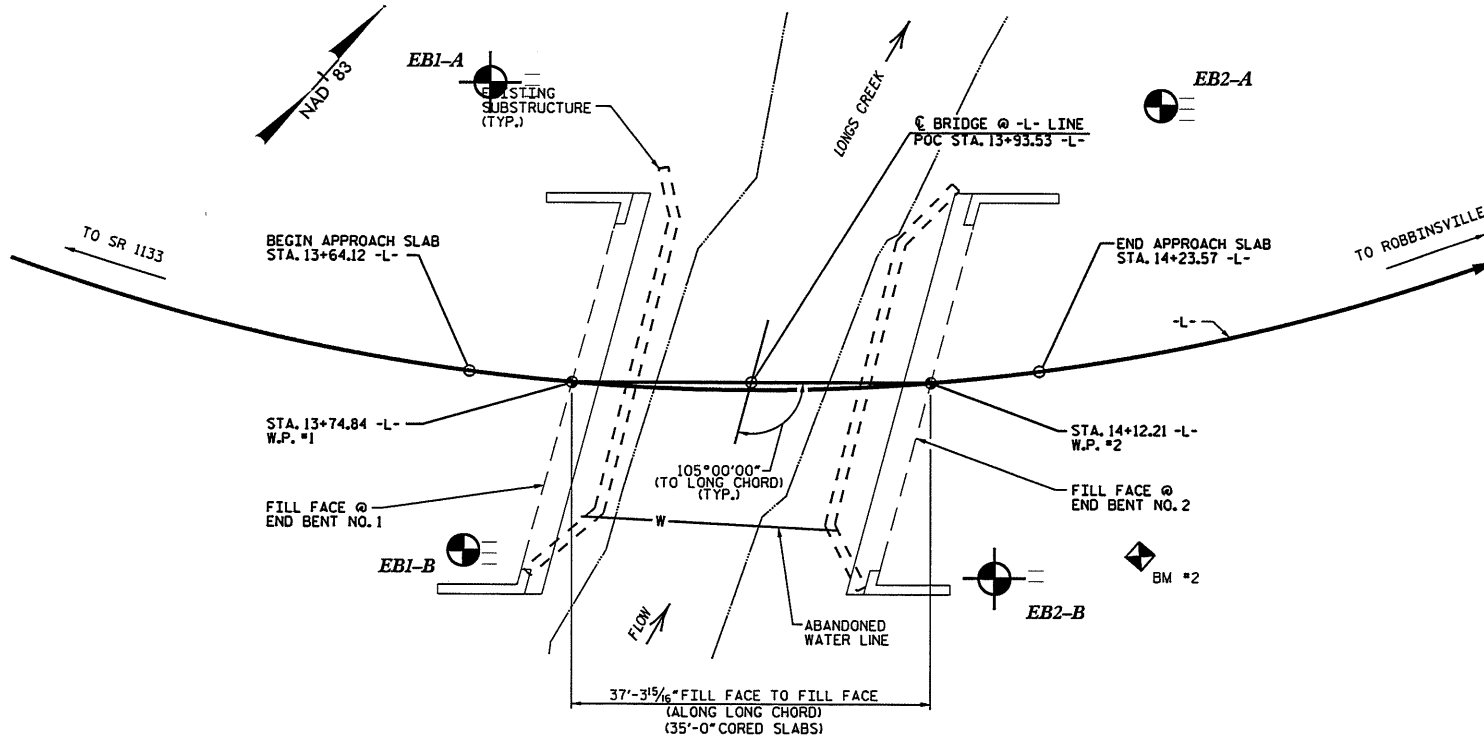 NAD 83
EB1-A
EXISTING
SUBSTRUCTURE
(TYP.)
LONGS CREEK
EB2-A
℄ BRIDGE @ -L- LINE
POC STA. 13+93.53 -L-
TO SR 1133
BEGIN APPROACH SLAB
STA. 13+64.12 -L-
END APPROACH SLAB
STA. 14+23.57 -L-
TO ROBBINSVILLE
-L-
STA. 13+74.84 -L-
W.P. #1
STA. 14+12.21 -L-
W.P. #2
105°00'00"
(TO LONG CHORD)
(TYP.)
FILL FACE @
END BENT NO. 1
FILL FACE @
END BENT NO. 2
W
EB1-B
BM #2
EB2-B
FLOW
ABANDONED
WATER LINE
37'-3 15/16" FILL FACE TO FILL FACE
(ALONG LONG CHORD)
(35'-0" CORED SLABS)